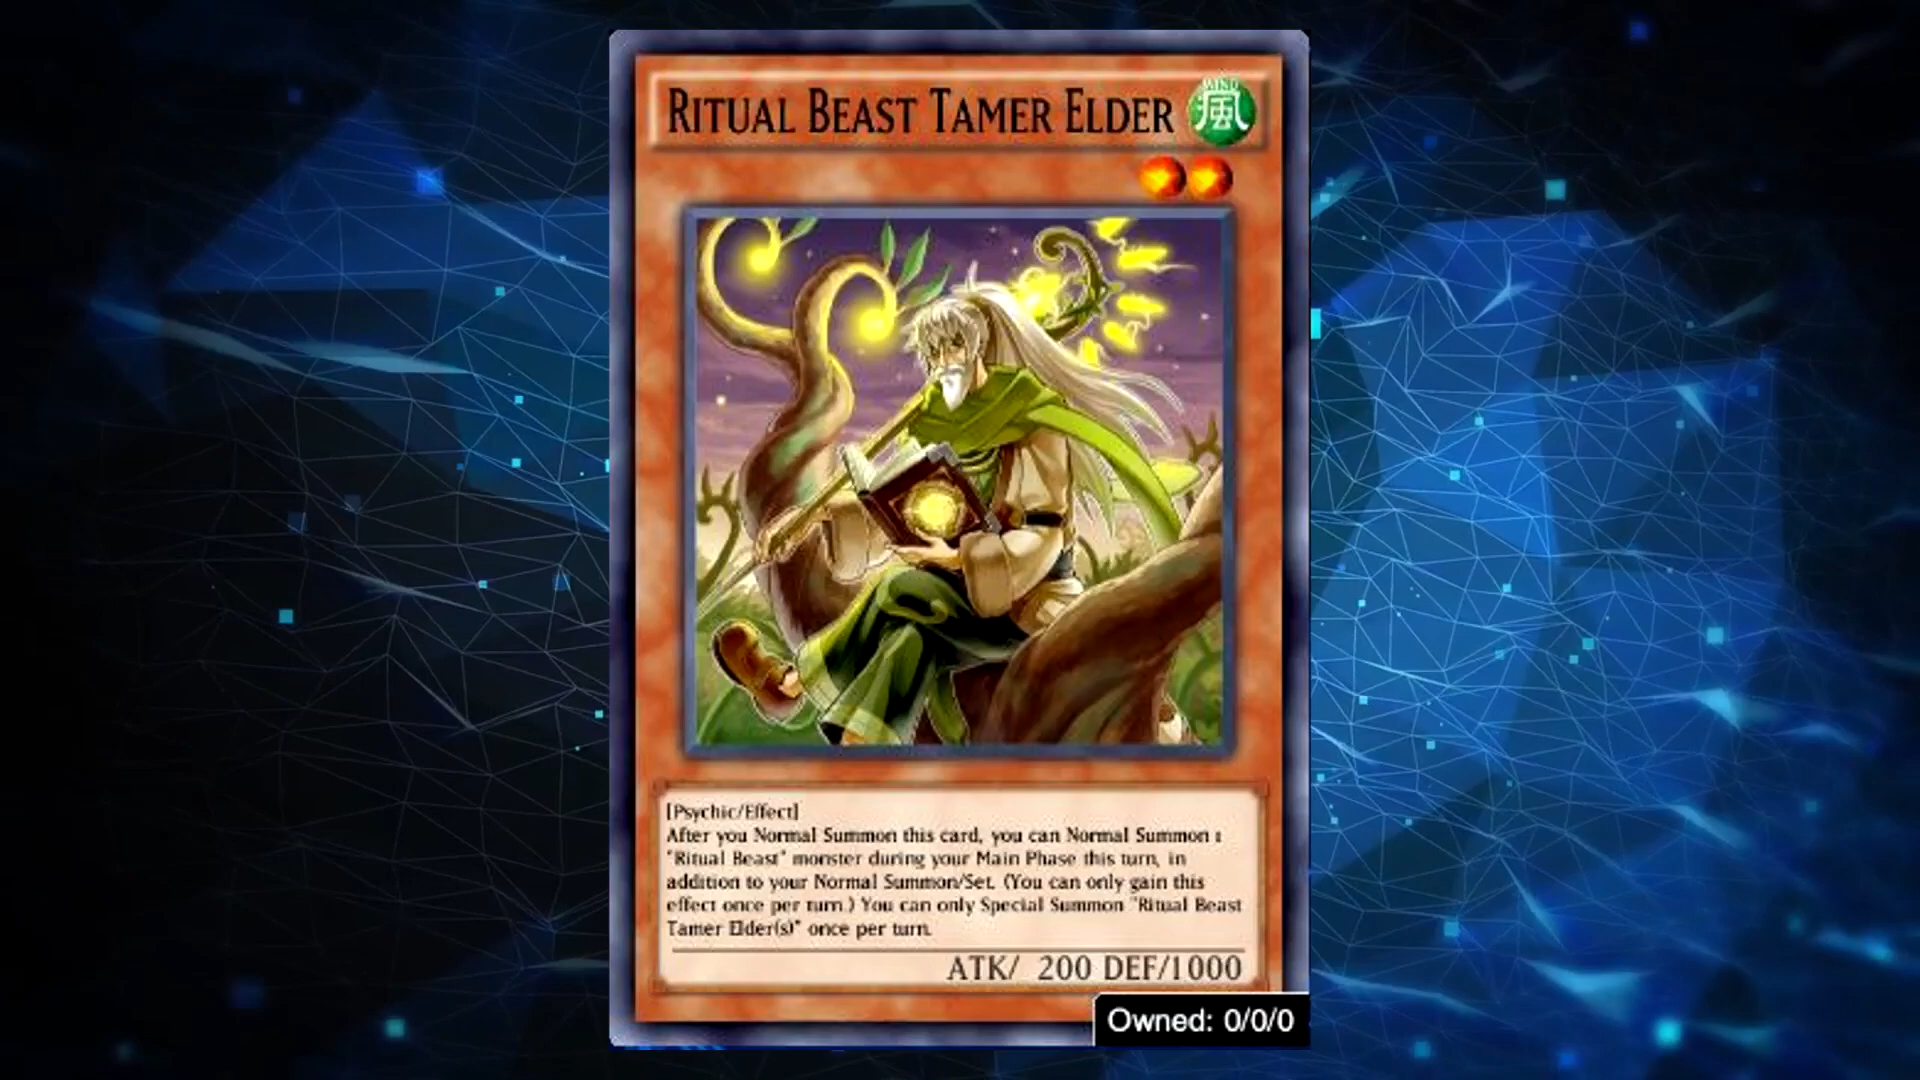 RITUAL BEAST TAMER ELDER
WIND
風
[Psychic/Effect]
After you Normal Summon this card, you can Normal Summon 1
"Ritual Beast" monster during your Main Phase this turn, in
addition to your Normal Summon/Set. (You can only gain this
effect once per turn.) You can only Special Summon "Ritual Beast
Tamer Elder(s)" once per turn.
ATK/ 200 DEF/1000
Owned: 0/0/0